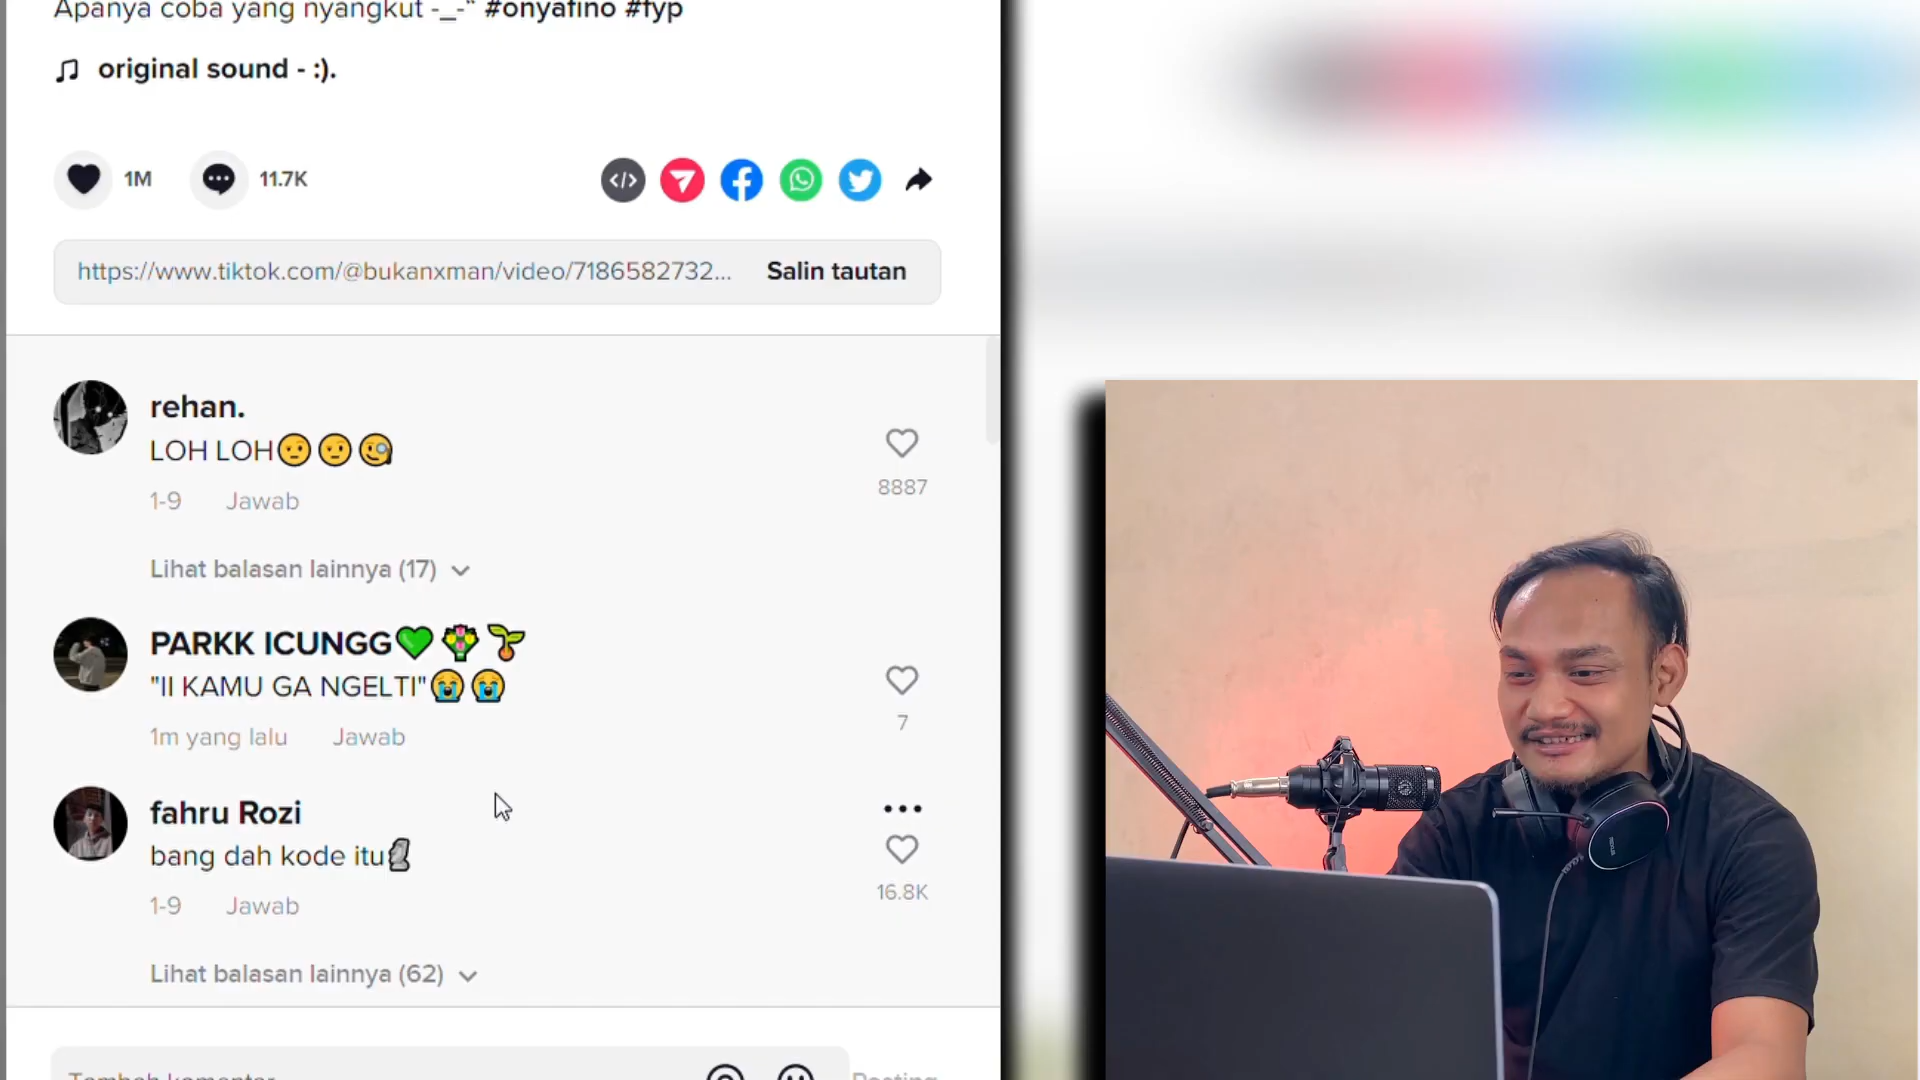 Apanya coba yang nyangkut -_-" #onyafino #fyp
original sound - :).
1M
11.7K
https://www.tiktok.com/@bukanxman/video/7186582732...
Salin tautan
rehan.
LOH LOH🤨🤨🧐
8887
1-9 Jawab
Lihat balasan lainnya (17)
PARKK ICUNGG💚💐🌱
"II KAMU GA NGELTI"😭😭
7
1m yang lalu Jawab
fahru Rozi
bang dah kode itu🗿
16.8K
1-9 Jawab
Lihat balasan lainnya (62)
Tambah komentar
Posting